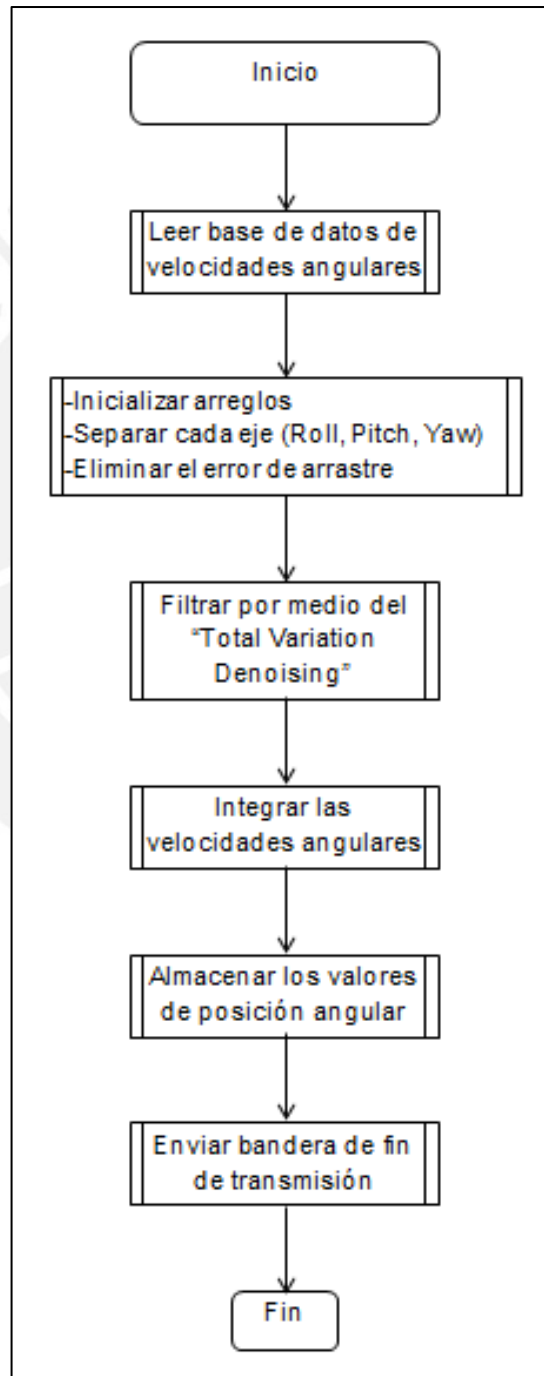 Inicio
Leer base de datos de
velocidades angulares
-Inicializar arreglos
-Separar cada eje (Roll, Pitch, Yaw)
-Eliminar el error de arrastre
Filtrar por medio del
“Total Variation
Denoising”
Integrar las
velocidades angulares
Almacenar los valores
de posición angular
Enviar bandera de fin
de transmisión
Fin